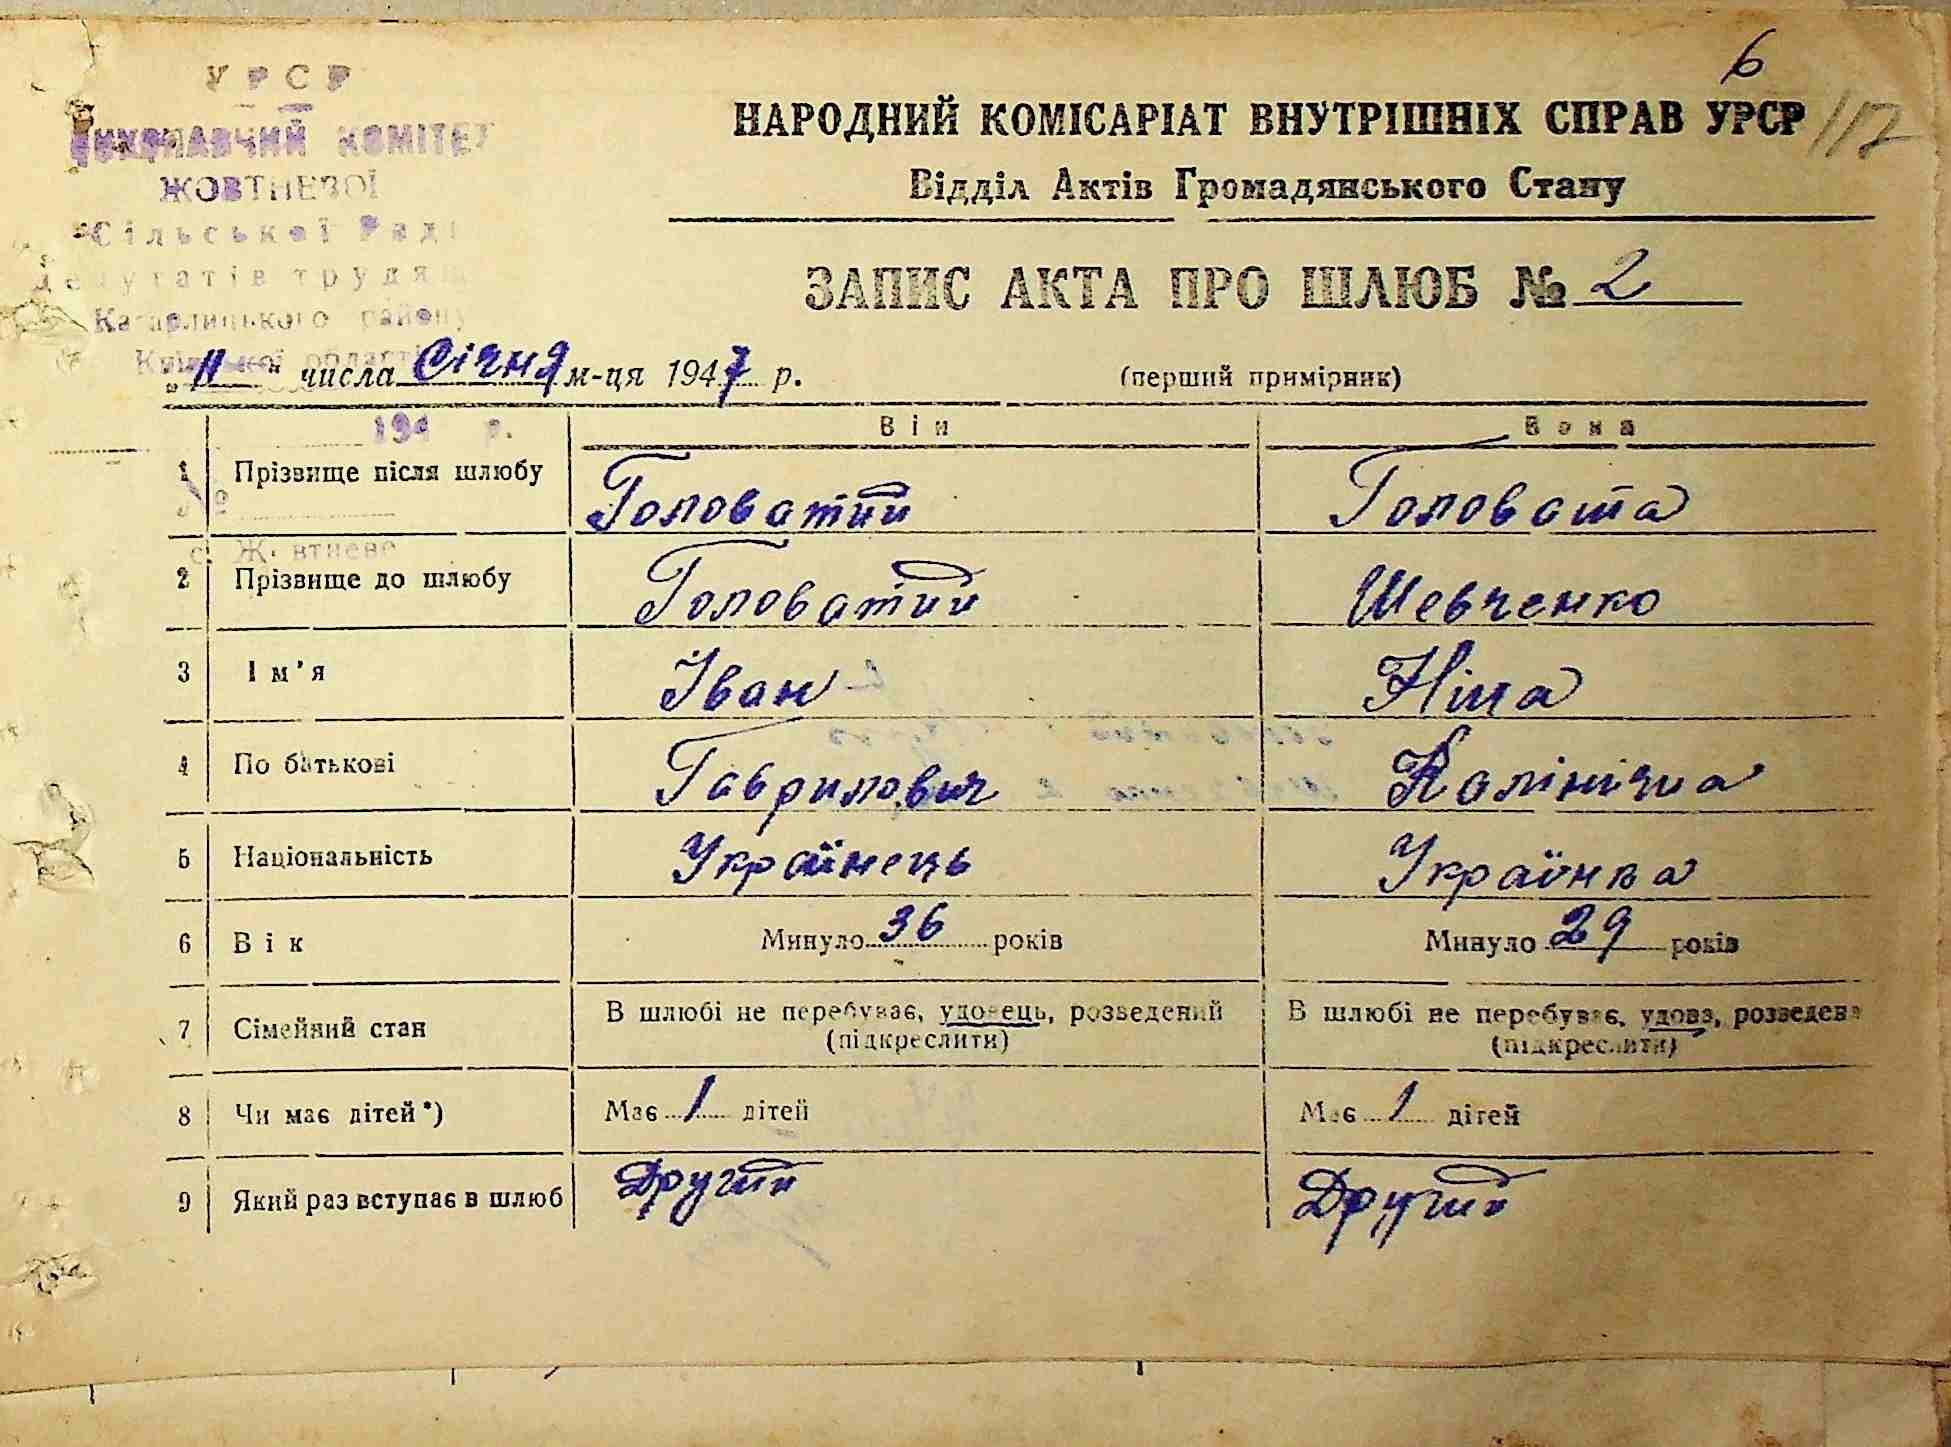 6
117
УРСР
ВИКОНАВЧИЙ КОМІТЕТ
ЖОВТНЕВОЇ
Сільської Ради
депутатів трудящ
Кагарлицького району
Київської області
194 р.
№
с. Жовтневе
НАРОДНИЙ КОМІСАРІАТ ВНУТРІШНІХ СПРАВ УРСР
Відділ Актів Громадянського Стану
ЗАПИС АКТА ПРО ШЛЮБ № 2
„11" числа Січня м-ця 1947 р. (перший примірник)
Він Вона
1 Прізвище після шлюбу Головатий Головата
2 Прізвище до шлюбу Головатий Шевченко
3 Ім'я Іван Ніна
4 По батькові Гаврилович Калінічна
5 Національність Українець Українка
6 Вік Минуло 36 років Минуло 29 років
7 Сімейний стан В шлюбі не перебуває, удовець, розведений (підкреслити) В шлюбі не перебуває, удова, розведена (підкреслити)
8 Чи має дітей*) Має 1 дітей Має 1 дітей
9 Який раз вступає в шлюб Другий Другий